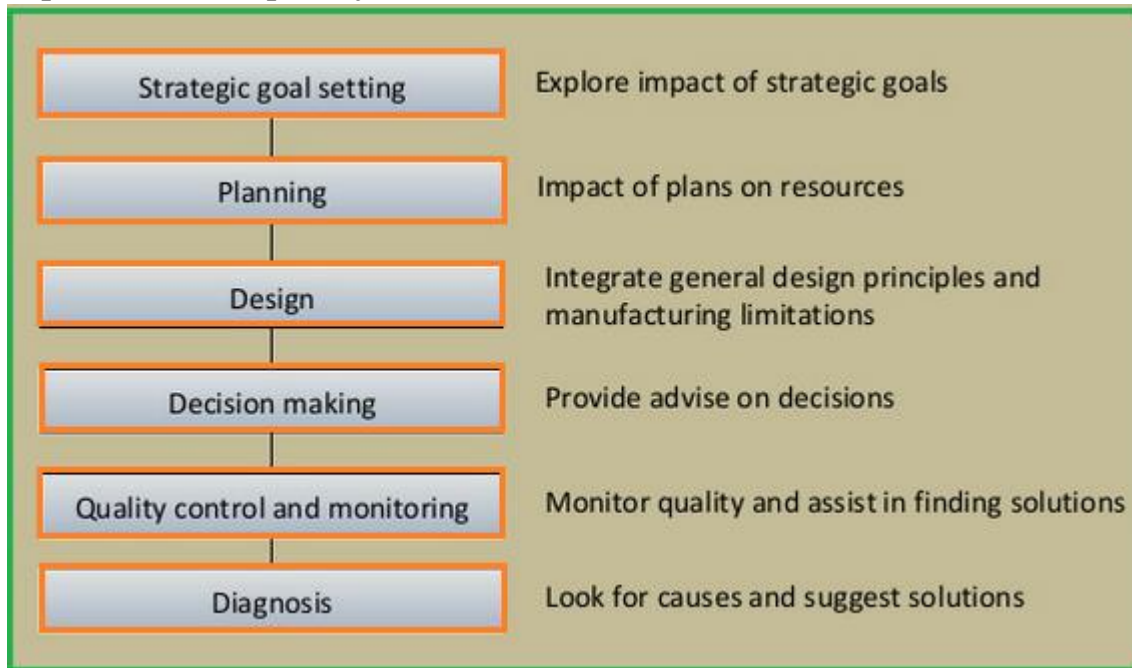 Strategic goal setting
Explore impact of strategic goals
Planning
Impact of plans on resources
Design
Integrate general design principles and
manufacturing limitations
Decision making
Provide advise on decisions
Quality control and monitoring
Monitor quality and assist in finding solutions
Diagnosis
Look for causes and suggest solutions